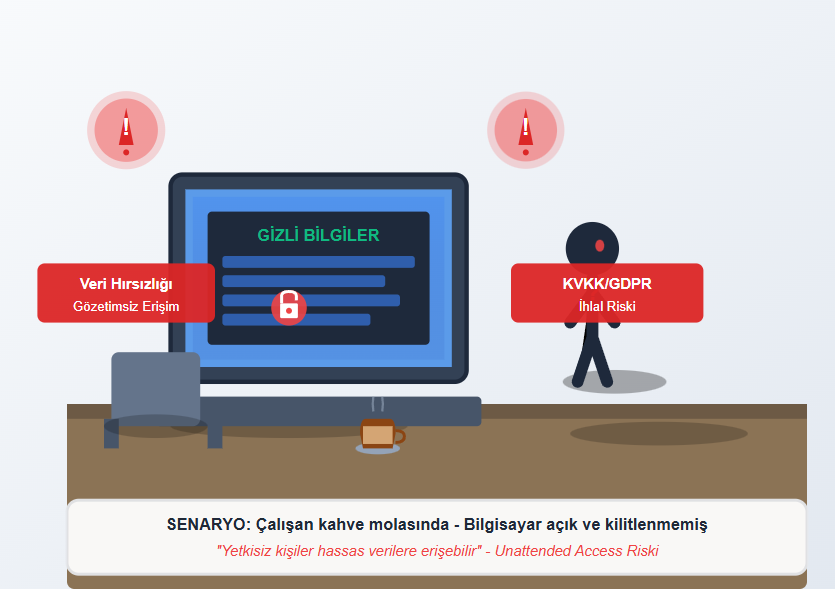 !
!
GİZLİ BİLGİLER
Veri Hırsızlığı
Gözetimsiz Erişim
KVKK/GDPR
İhlal Riski
SENARYO: Çalışan kahve molasında - Bilgisayar açık ve kilitlenmemiş
"Yetkisiz kişiler hassas verilere erişebilir" - Unattended Access Riski